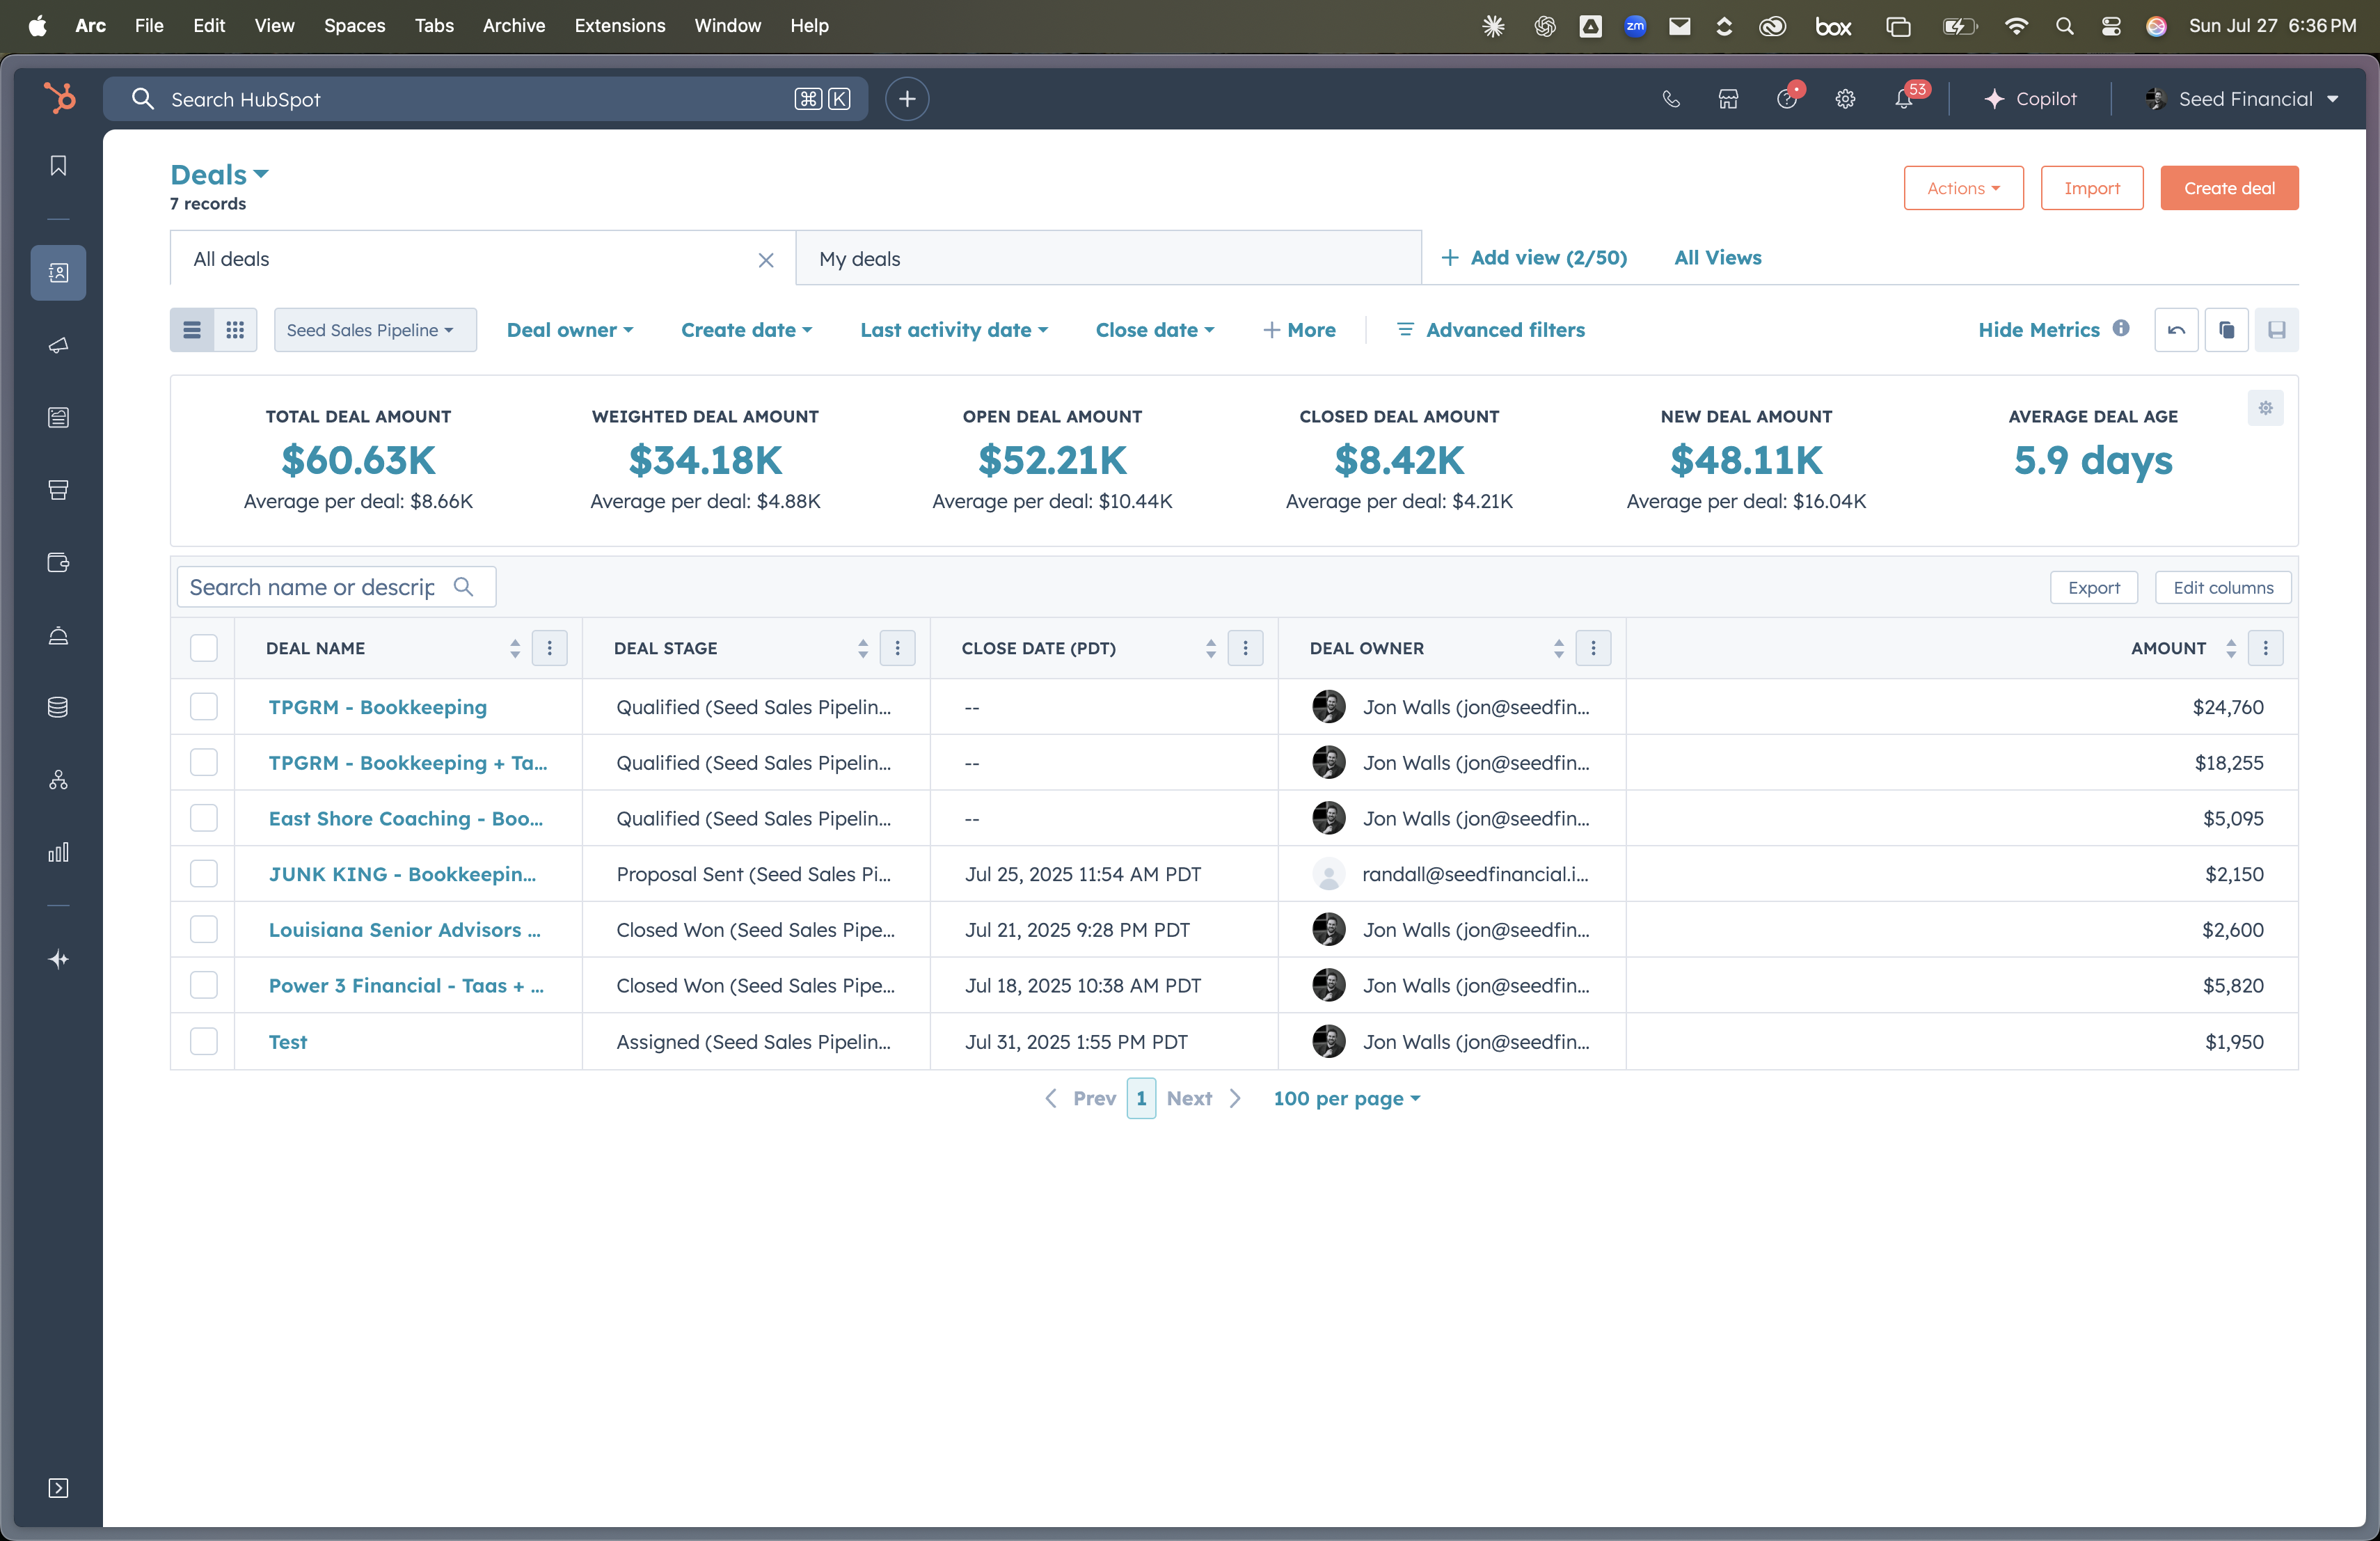 Arc File Edit View Spaces Tabs Archive Extensions Window Help zm box Sun Jul 27 6:36 PM
Search HubSpot ⌘ K 53 Copilot Seed Financial
Deals
7 records
Actions Import Create deal
All deals My deals + Add view (2/50) All Views
Seed Sales Pipeline Deal owner Create date Last activity date Close date + More Advanced filters Hide Metrics
TOTAL DEAL AMOUNT WEIGHTED DEAL AMOUNT OPEN DEAL AMOUNT CLOSED DEAL AMOUNT NEW DEAL AMOUNT AVERAGE DEAL AGE
$60.63K $34.18K $52.21K $8.42K $48.11K 5.9 days
Average per deal: $8.66K Average per deal: $4.88K Average per deal: $10.44K Average per deal: $4.21K Average per deal: $16.04K
Search name or descrip Export Edit columns
DEAL NAME DEAL STAGE CLOSE DATE (PDT) DEAL OWNER AMOUNT
TPGRM - Bookkeeping Qualified (Seed Sales Pipelin... -- Jon Walls (jon@seedfin... $24,760
TPGRM - Bookkeeping + Ta... Qualified (Seed Sales Pipelin... -- Jon Walls (jon@seedfin... $18,255
East Shore Coaching - Boo... Qualified (Seed Sales Pipelin... -- Jon Walls (jon@seedfin... $5,095
JUNK KING - Bookkeepin... Proposal Sent (Seed Sales Pi... Jul 25, 2025 11:54 AM PDT randall@seedfinancial.i... $2,150
Louisiana Senior Advisors ... Closed Won (Seed Sales Pipe... Jul 21, 2025 9:28 PM PDT Jon Walls (jon@seedfin... $2,600
Power 3 Financial - Taas + ... Closed Won (Seed Sales Pipe... Jul 18, 2025 10:38 AM PDT Jon Walls (jon@seedfin... $5,820
Test Assigned (Seed Sales Pipelin... Jul 31, 2025 1:55 PM PDT Jon Walls (jon@seedfin... $1,950
Prev 1 Next 100 per page